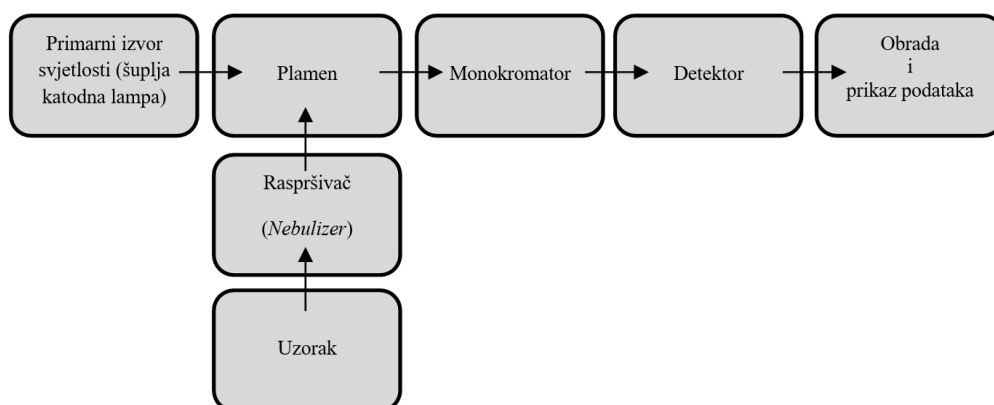 Primarni izvor
svjetlosti (šuplja
katodna lampa)
Plamen
Monokromator
Detektor
Obrada
i
prikaz podataka
Raspršivač
(Nebulizer)
Uzorak